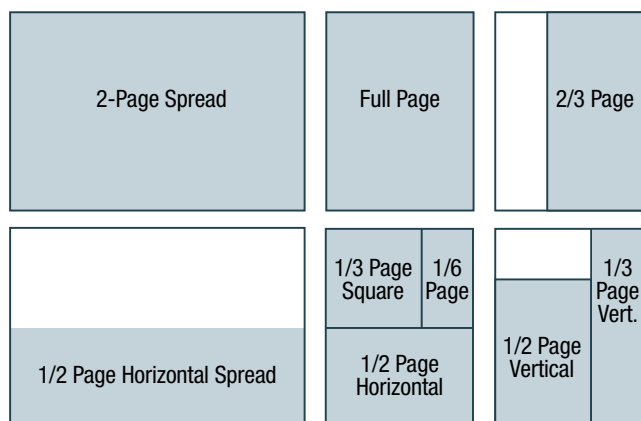 2-Page Spread
Full Page
2/3 Page
1/2 Page Horizontal Spread
1/3 Page
Square
1/6
Page
1/2 Page
Horizontal
1/2 Page
Vertical
1/3
Page
Vert.